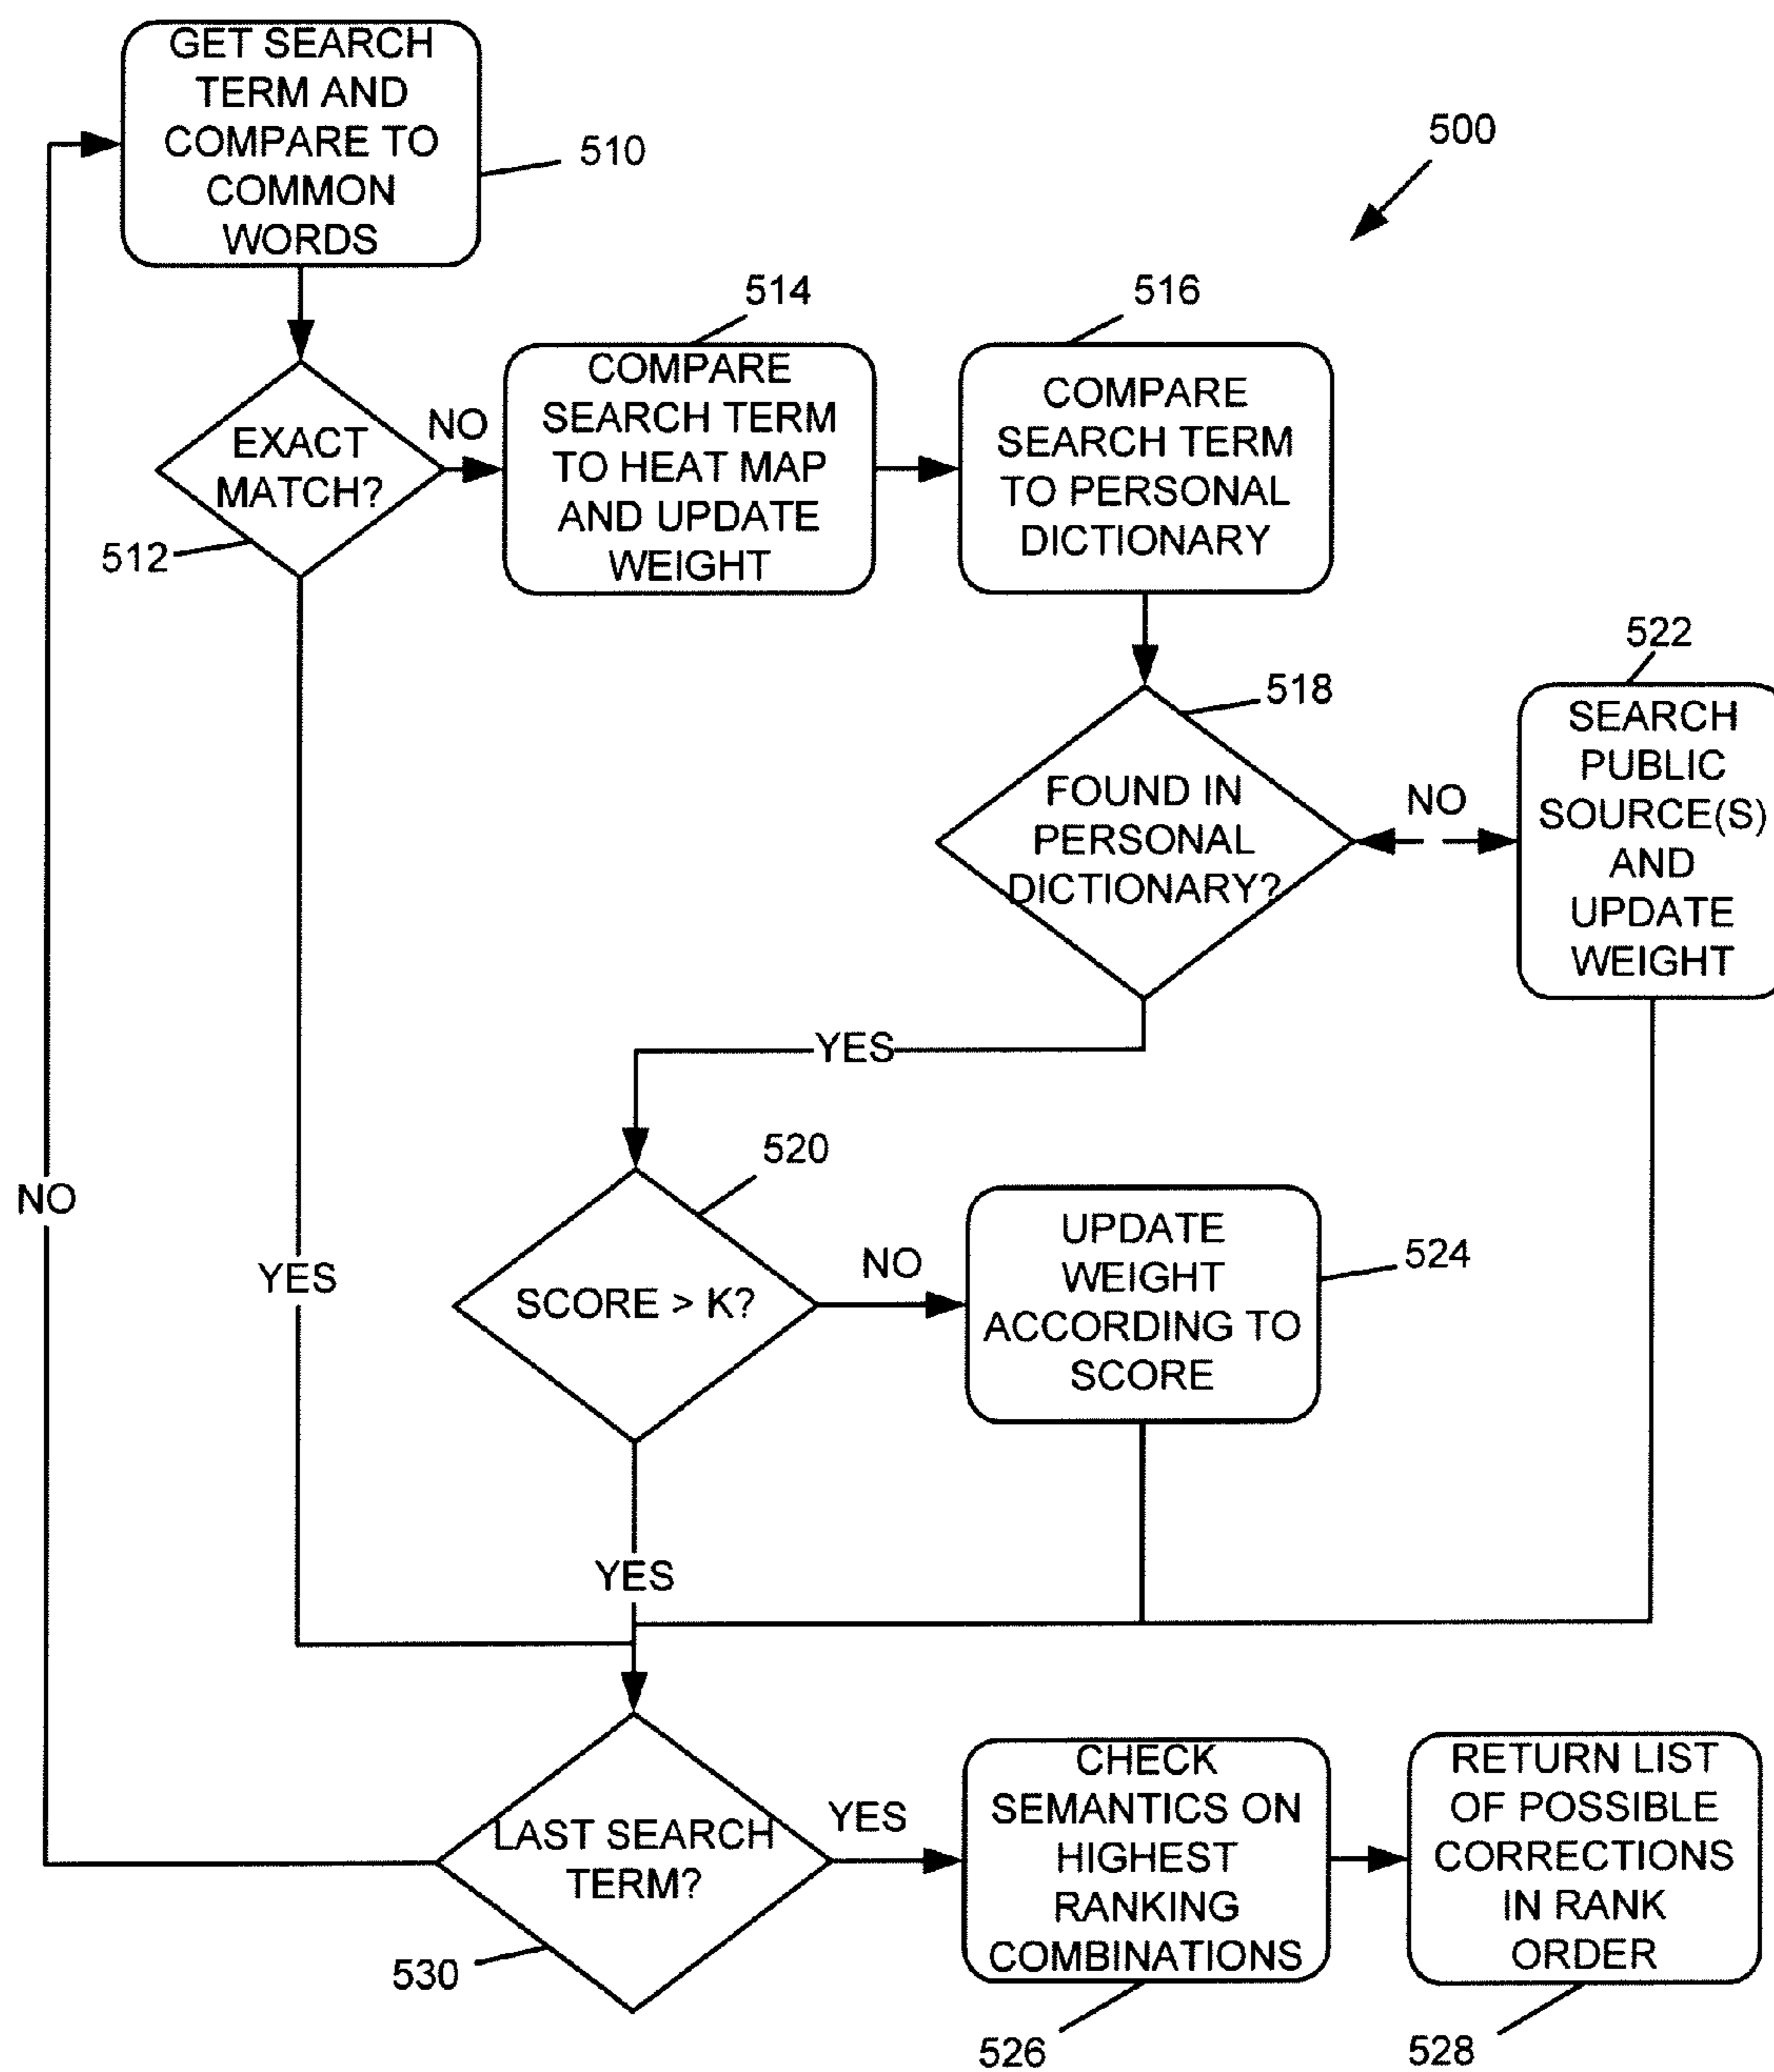 GET SEARCH
TERM AND
COMPARE TO
COMMON
WORDS
510
500
EXACT
MATCH?
512
NO
514
COMPARE
SEARCH TERM
TO HEAT MAP
AND UPDATE
WEIGHT
516
COMPARE
SEARCH TERM
TO PERSONAL
DICTIONARY
518
FOUND IN
PERSONAL
DICTIONARY?
NO
522
SEARCH
PUBLIC
SOURCE(S)
AND
UPDATE
WEIGHT
YES
520
SCORE > K?
NO
UPDATE
WEIGHT
ACCORDING TO
SCORE
524
NO
YES
YES
LAST SEARCH
TERM?
530
YES
CHECK
SEMANTICS ON
HIGHEST
RANKING
COMBINATIONS
526
RETURN LIST
OF POSSIBLE
CORRECTIONS
IN RANK
ORDER
528